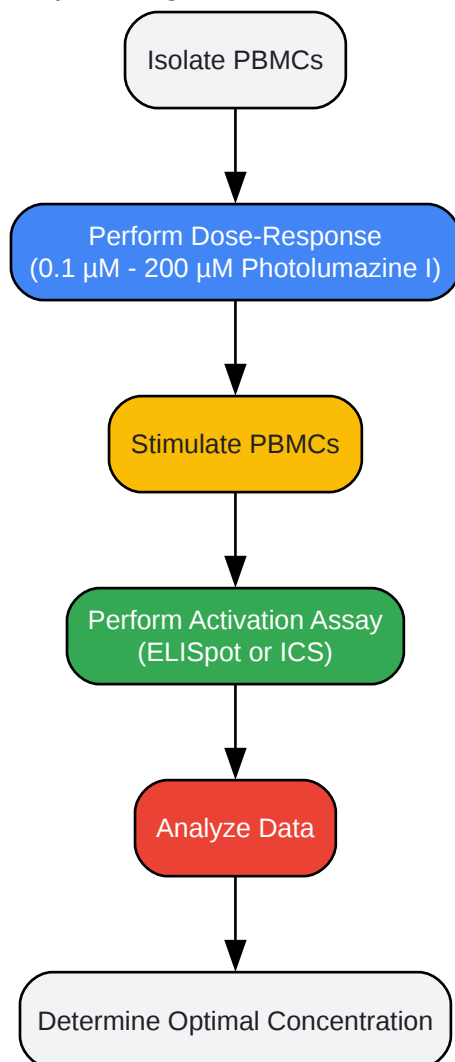 Isolate PBMCs
Perform Dose-Response
(0.1 µM - 200 µM Photolumazine I)
Stimulate PBMCs
Perform Activation Assay
(ELISpot or ICS)
Analyze Data
Determine Optimal Concentration